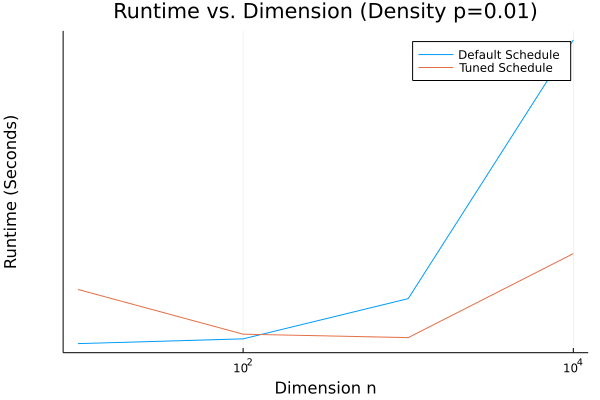 Runtime vs. Dimension (Density p=0.01)
Default Schedule
Tuned Schedule
Runtime (Seconds)
10² 10⁴
Dimension n